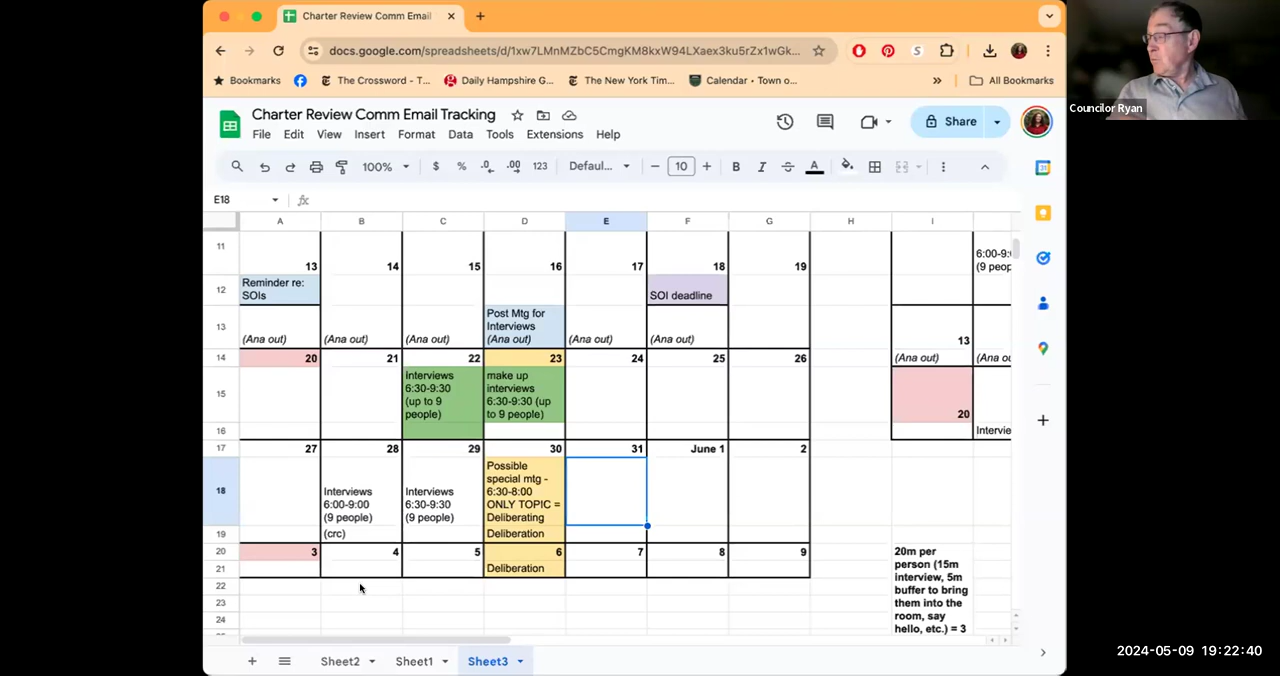 Charter Review Comm Email
docs.google.com/spreadsheets/d/1xw7LMnMZbC5CmgKM8kxW94LXaex3ku5rZx1wGk...
Bookmarks
The Crossword - T...
Daily Hampshire G...
The New York Tim...
Calendar • Town o...
All Bookmarks
Councilor Ryan
Charter Review Comm Email Tracking
File Edit View Insert Format Data Tools Extensions Help
Share
100% $ % .0 .00 123 Defaul... − 10 + B I S A
E18 fx
A B C D E F G H I
11 13 14 15 16 17 18 19
6:00-9:
(9 peop
12
Reminder re:
SOIs
SOI deadline
13
Post Mtg for
Interviews
(Ana out) (Ana out) (Ana out) (Ana out) (Ana out) (Ana out)
13
14 20 21 22 23 24 25 26
(Ana out) (Ana ou
15
Interviews
6:30-9:30
(up to 9
people)
make up
interviews
6:30-9:30 (up
to 9 people)
20
16
Intervie
17 27 28 29 30 31 June 1 2
18
Interviews
6:00-9:00
(9 people)
Interviews
6:30-9:30
(9 people)
Possible
special mtg -
6:30-8:00
ONLY TOPIC =
Deliberating
19 (crc) Deliberation
20 3 4 5 6 7 8 9
21 Deliberation
22
23
24
20m per
person (15m
interview, 5m
buffer to bring
them into the
room, say
hello, etc.) = 3
Sheet2 Sheet1 Sheet3
2024-05-09 19:22:40